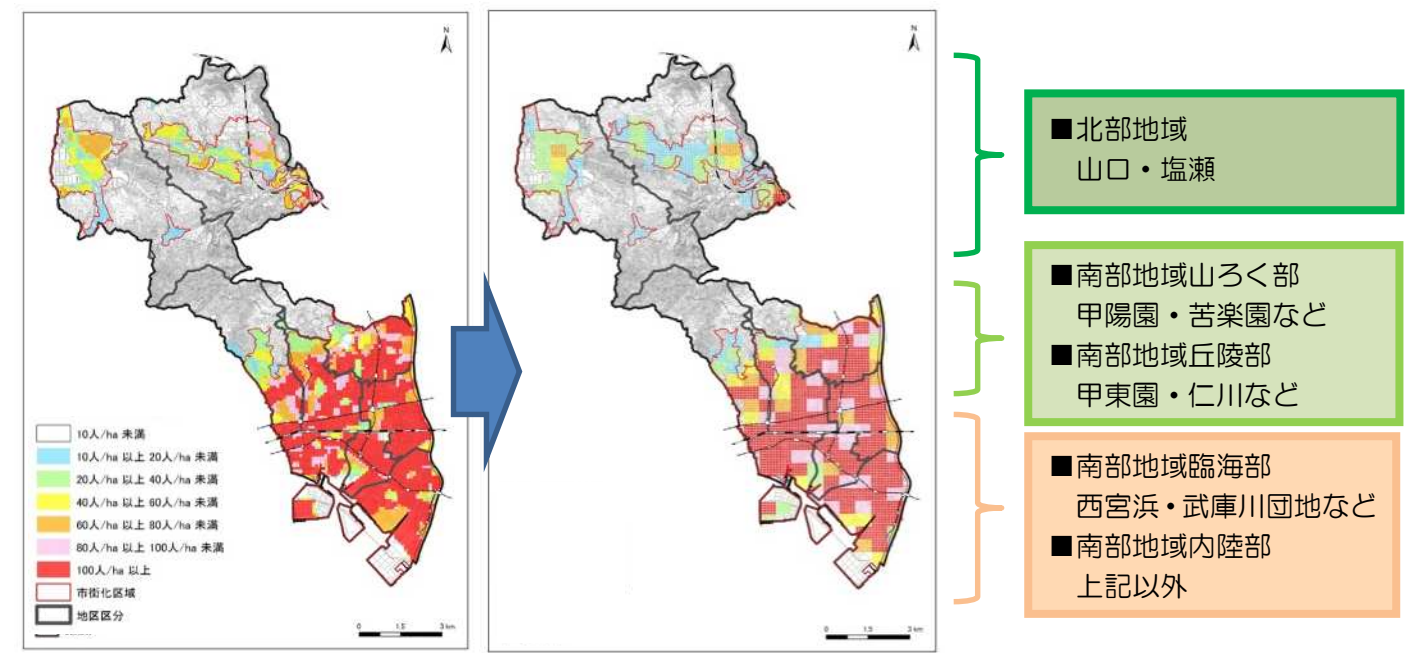 N
10人/ha 未満
10人/ha 以上 20人/ha 未満
20人/ha 以上 40人/ha 未満
40人/ha 以上 60人/ha 未満
60人/ha 以上 80人/ha 未満
80人/ha 以上 100人/ha 未満
100人/ha 以上
市街化区域
地区区分
0 1.5 3 km
N
0 1.5 3 km
■北部地域
山口・塩瀬
■南部地域山ろく部
甲陽園・苦楽園など
■南部地域丘陵部
甲東園・仁川など
■南部地域臨海部
西宮浜・武庫川団地など
■南部地域内陸部
上記以外